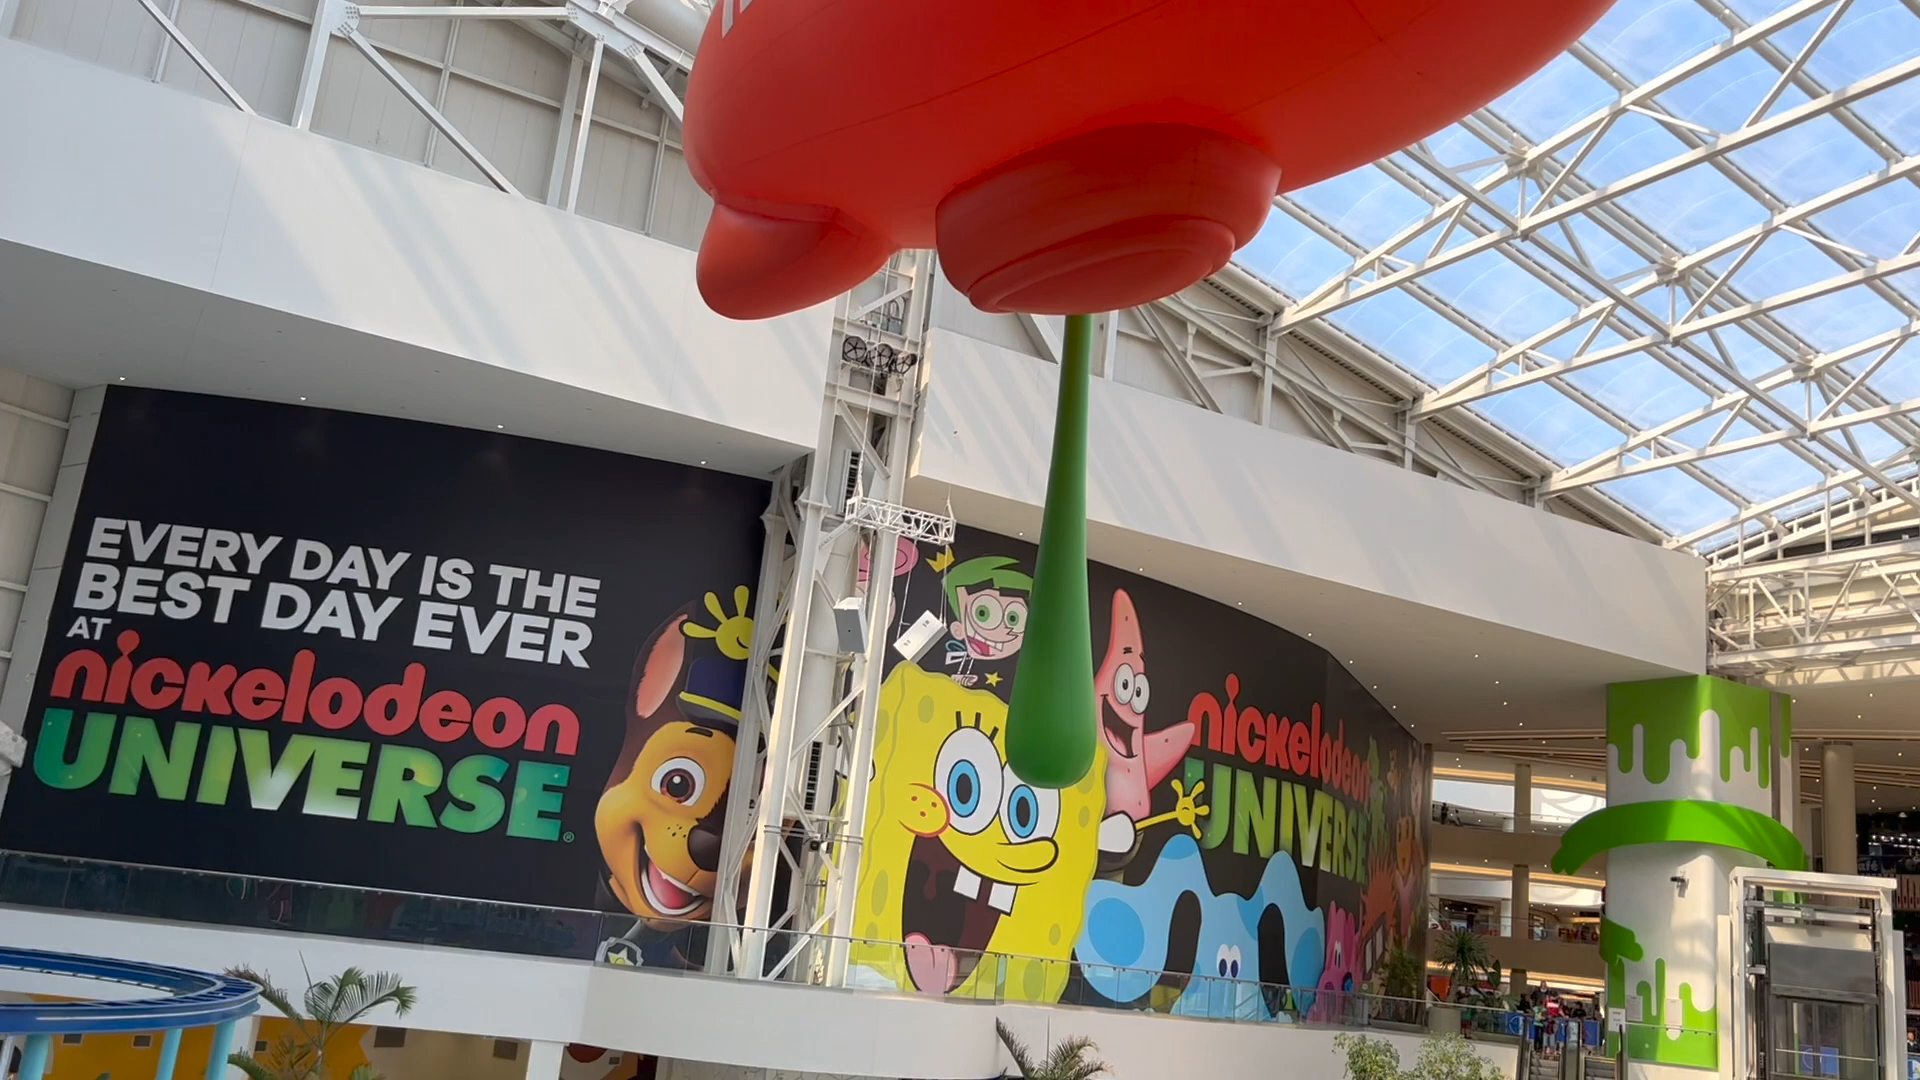 EVERY DAY IS THE
BEST DAY EVER
AT
nickelodeon
UNIVERSE®
nickelodeon
UNIVERSE